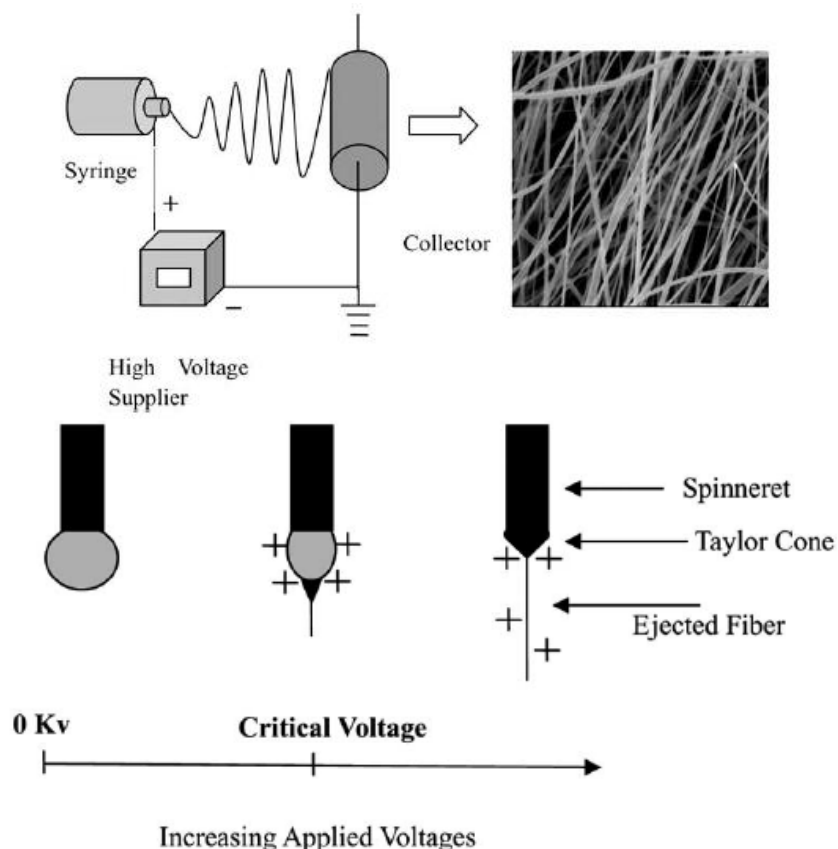 Syringe
+
Collector
−
High Voltage
Supplier
Spinneret
+ +
Taylor Cone
+ +
+ +
+
Ejected Fiber
+
0 Kv
Critical Voltage
Increasing Applied Voltages